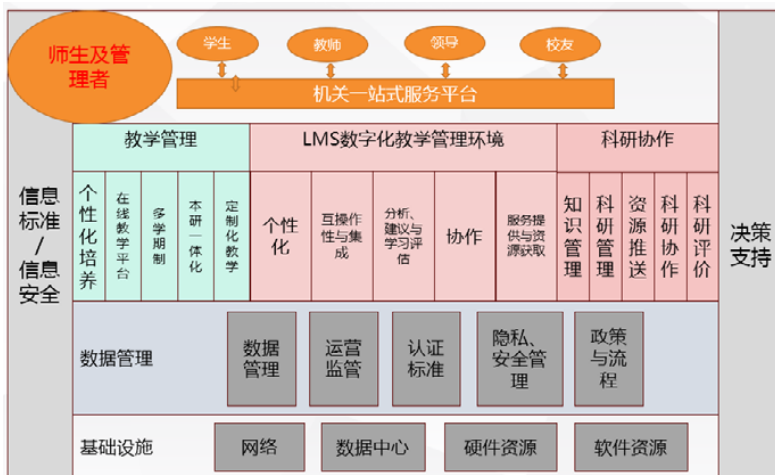 师生及管
理者
学生
教师
领导
校友
机关一站式服务平台
信息
标准
/
信息
安全
教学管理
LMS数字化教学管理环境
科研协作
个性化培养
在线教学平台
多学期制
本研一体化
定制化教学
个性
化
互操作
性与集
成
分析、
建议与
学习评
估
协作
服务提
供与资
源获取
知识管理
科研管理
资源推送
科研协作
科研评价
决策
支持
数据管理
数据
管理
运营
监管
认证
标准
隐私、
安全管
理
政策
与流
程
基础设施
网络
数据中心
硬件资源
软件资源